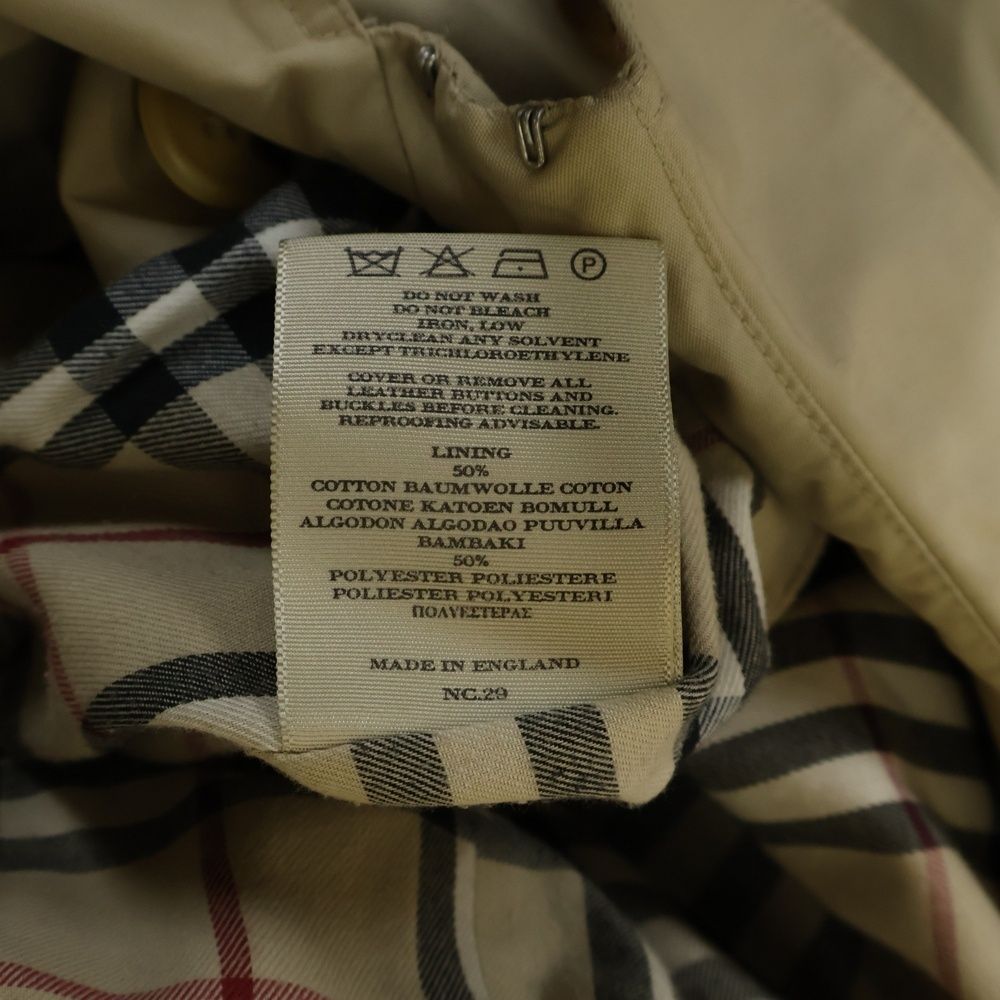 P
DO NOT WASH
DO NOT BLEACH
IRON, LOW
DRYCLEAN ANY SOLVENT
EXCEPT TRICHLOROETHYLENE
COVER OR REMOVE ALL
LEATHER BUTTONS AND
BUCKLES BEFORE CLEANING.
REPROOFING ADVISABLE.
LINING
50%
COTTON BAUMWOLLE COTON
COTONE KATOEN BOMULL
ALGODON ALGODAO PUUVILLA
BAMBAKI
50%
POLYESTER POLIESTERE
POLIESTER POLYESTERI
ΠΟΛΥΕΣΤΕΡΑΣ
MADE IN ENGLAND
NC.29